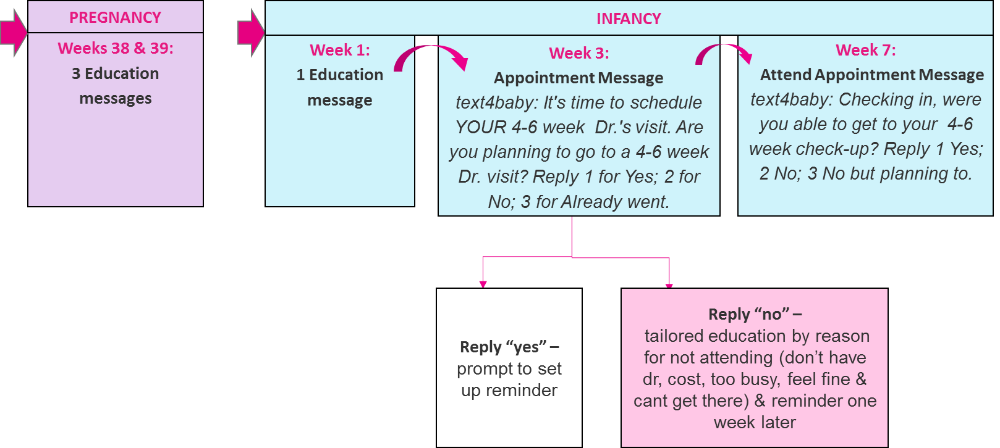 PREGNANCY
Weeks 38 & 39:
3 Education
messages
INFANCY
Week 1:
1 Education
message
Week 3:
Appointment Message
text4baby: It's time to schedule
YOUR 4-6 week  Dr.'s visit. Are
you planning to go to a 4-6 week
Dr. visit? Reply 1 for Yes; 2 for
No; 3 for Already went.
Week 7:
Attend Appointment Message
text4baby: Checking in, were
you able to get to your  4-6
week check-up? Reply 1 Yes;
2 No; 3 No but planning to.
Reply “yes” –
prompt to set
up reminder
Reply “no” –
tailored education by reason
for not attending (don’t have
dr, cost, too busy, feel fine &
cant get there) & reminder one
week later